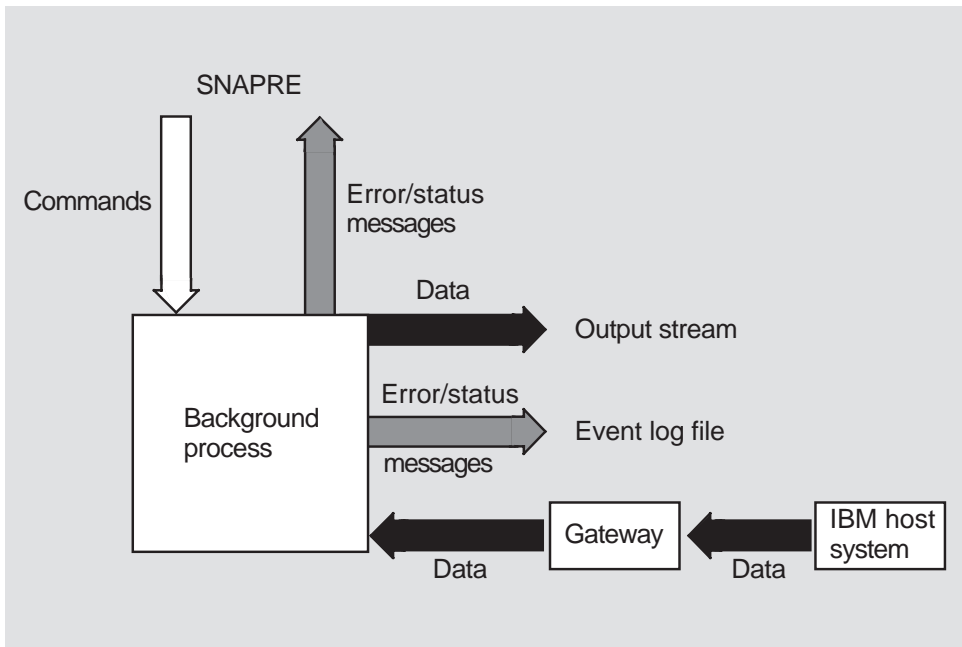 SNAPRE
Commands
Error/status
messages
Data
Output stream
Background
process
Error/status
messages
Event log file
Gateway
IBM host
system
Data
Data